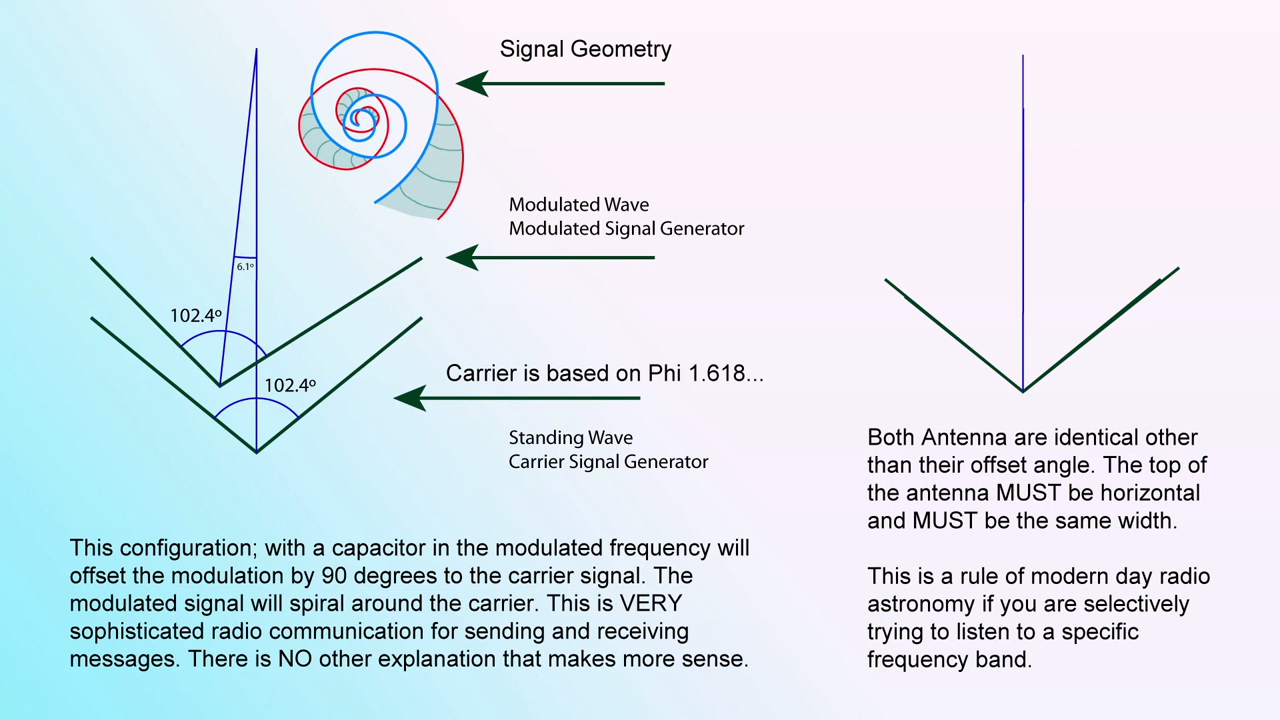 Signal Geometry
Modulated Wave
Modulated Signal Generator
6.1º
102.4º
102.4º
Carrier is based on Phi 1.618...
Standing Wave
Carrier Signal Generator
This configuration; with a capacitor in the modulated frequency will
offset the modulation by 90 degrees to the carrier signal. The
modulated signal will spiral around the carrier. This is VERY
sophisticated radio communication for sending and receiving
messages. There is NO other explanation that makes more sense.
Both Antenna are identical other
than their offset angle. The top of
the antenna MUST be horizontal
and MUST be the same width.
This is a rule of modern day radio
astronomy if you are selectively
trying to listen to a specific
frequency band.